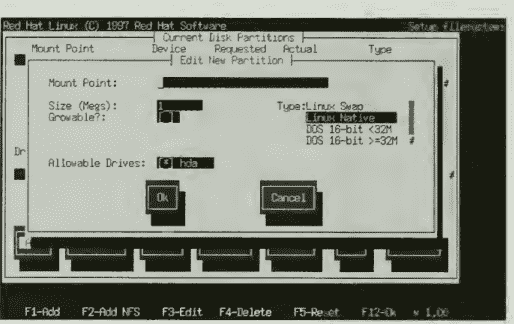 Red Hat Linux (C) 1997 Red Hat Software Setup filesystems
Current Disk Partitions
Mount Point Device Requested Actual Type
Edit New Partition
Mount Point:
Size (Megs): 1 Type:Linux Swap
Growable?: [ ] Linux Native
DOS 16-bit <32M
DOS 16-bit >=32M #
Dr
Allowable Drives: [*] hda
Ok Cancel
F1-Add F2-Add NFS F3-Edit F4-Delete F5-Reset F12-Ok v 1.00